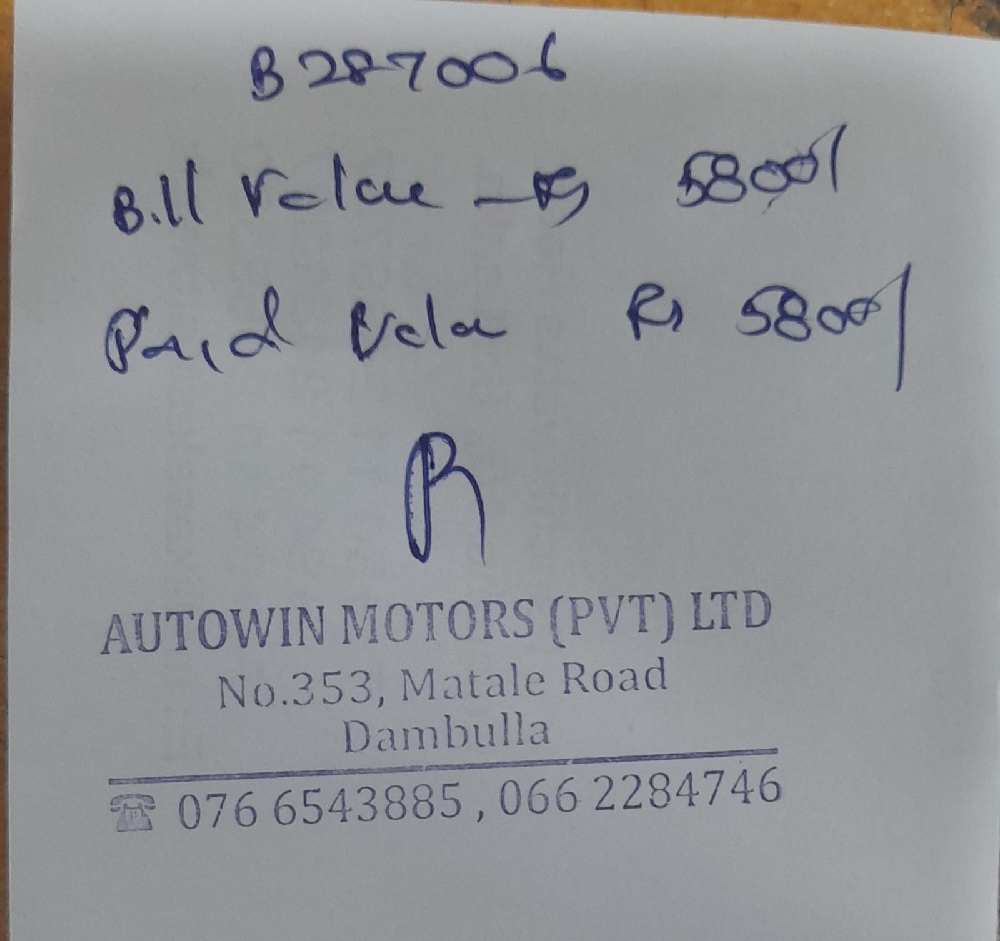 B287006
Bill Value - Rs 5800/
Paid Value Rs 5800/
AUTOWIN MOTORS (PVT) LTD
No.353, Matale Road
Dambulla
☎ 076 6543885 , 066 2284746